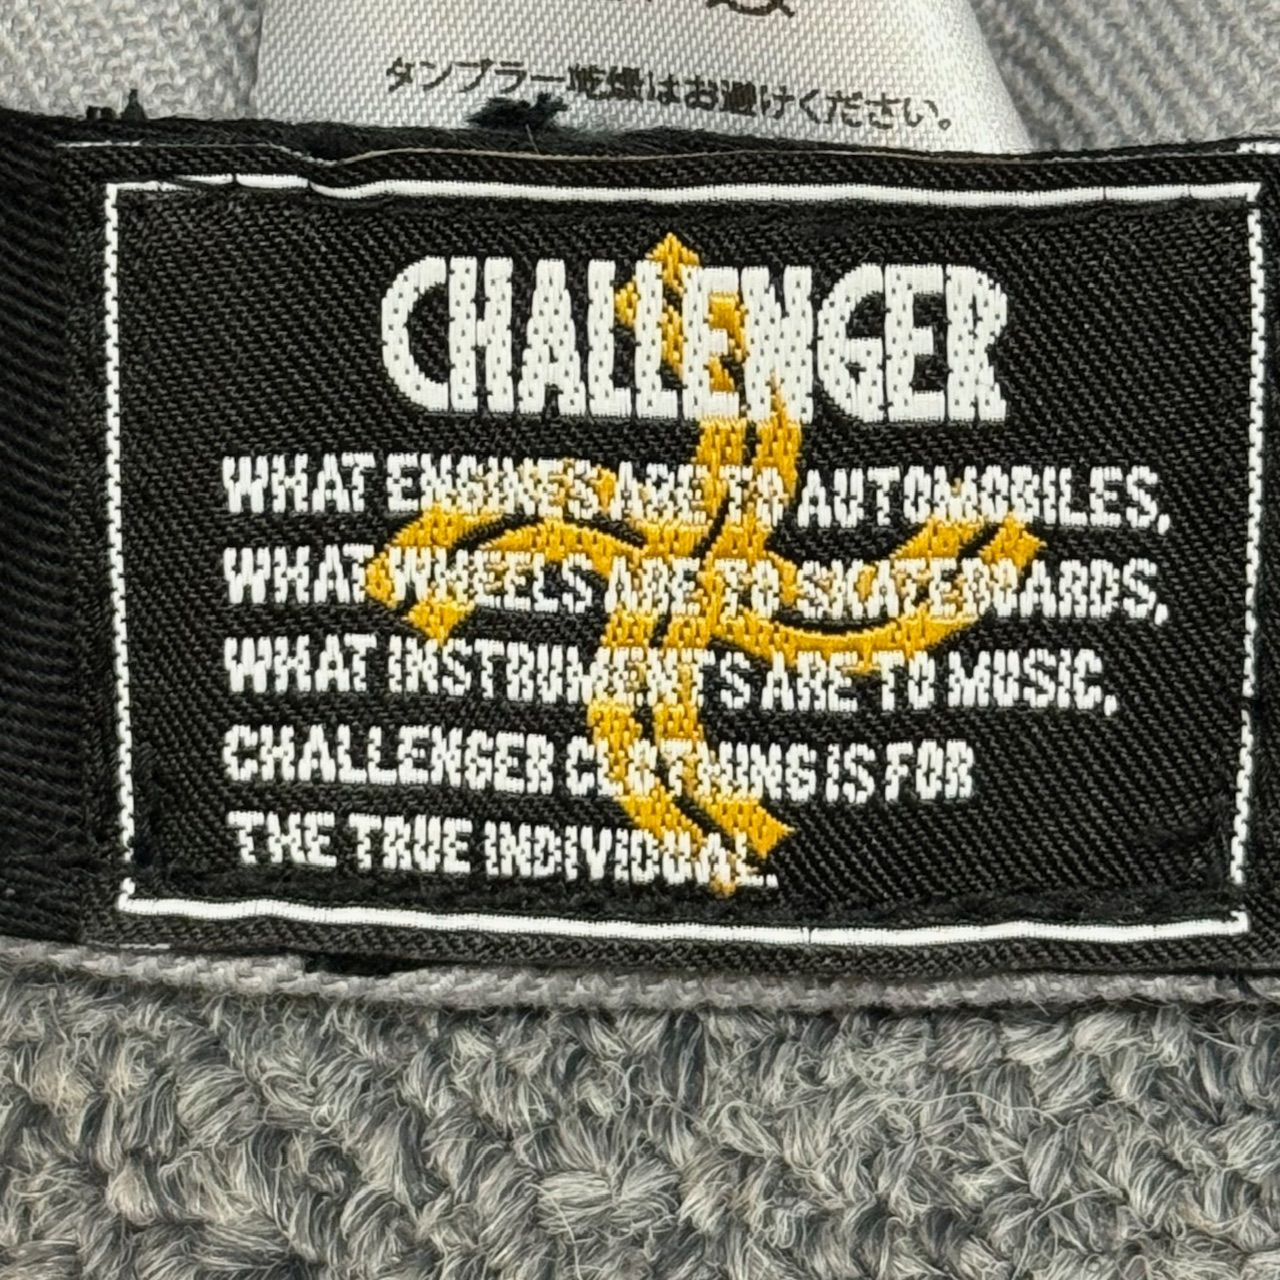 タンブラー乾燥はお避けください。
CHALLENGER
WHAT ENGINES ARE TO AUTOMOBILES,
WHAT WHEELS ARE TO SKATEBOARDS,
WHAT INSTRUMENTS ARE TO MUSIC,
CHALLENGER CLOTHING IS FOR
THE TRUE INDIVIDUAL.